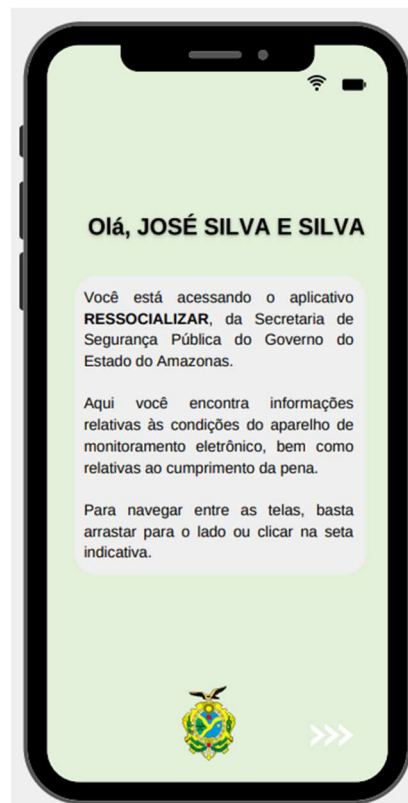 Olá, JOSÉ SILVA E SILVA
Você está acessando o aplicativo
RESSOCIALIZAR, da Secretaria de
Segurança Pública do Governo do
Estado do Amazonas.
Aqui você encontra informações
relativas às condições do aparelho de
monitoramento eletrônico, bem como
relativas ao cumprimento da pena.
Para navegar entre as telas, basta
arrastar para o lado ou clicar na seta
indicativa.